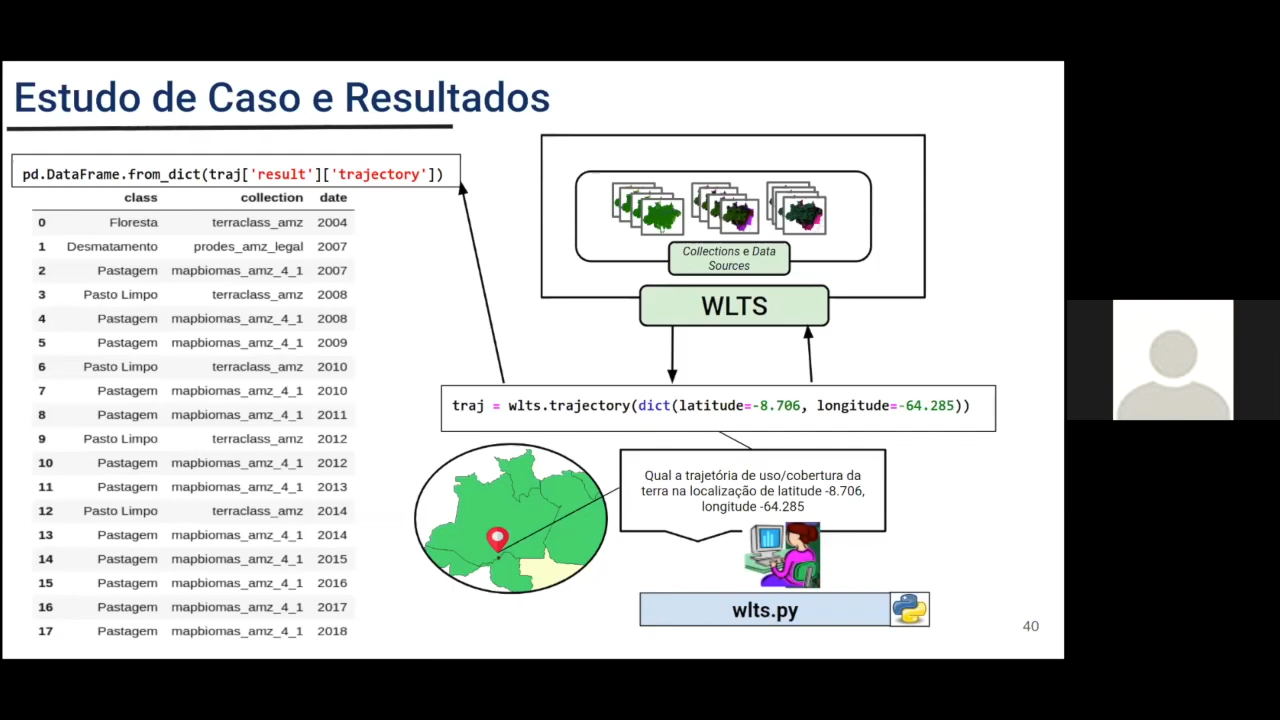 Estudo de Caso e Resultados
pd.DataFrame.from_dict(traj['result']['trajectory'])
class collection date
0 Floresta terraclass_amz 2004
1 Desmatamento prodes_amz_legal 2007
2 Pastagem mapbiomas_amz_4_1 2007
3 Pasto Limpo terraclass_amz 2008
4 Pastagem mapbiomas_amz_4_1 2008
5 Pastagem mapbiomas_amz_4_1 2009
6 Pasto Limpo terraclass_amz 2010
7 Pastagem mapbiomas_amz_4_1 2010
8 Pastagem mapbiomas_amz_4_1 2011
9 Pasto Limpo terraclass_amz 2012
10 Pastagem mapbiomas_amz_4_1 2012
11 Pastagem mapbiomas_amz_4_1 2013
12 Pasto Limpo terraclass_amz 2014
13 Pastagem mapbiomas_amz_4_1 2014
14 Pastagem mapbiomas_amz_4_1 2015
15 Pastagem mapbiomas_amz_4_1 2016
16 Pastagem mapbiomas_amz_4_1 2017
17 Pastagem mapbiomas_amz_4_1 2018
Collections e Data
Sources
WLTS
traj = wlts.trajectory(dict(latitude=-8.706, longitude=-64.285))
Qual a trajetória de uso/cobertura da
terra na localização de latitude -8.706,
longitude -64.285
wlts.py
40